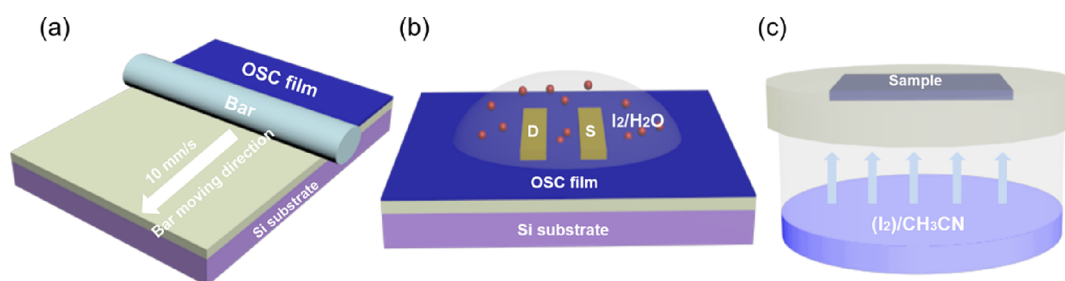 (a)
OSC film
Bar
10 mm/s
Bar moving direction
Si substrate
(b)
D
S
I₂/H₂O
OSC film
Si substrate
(c)
Sample
(I₂)/CH₃CN